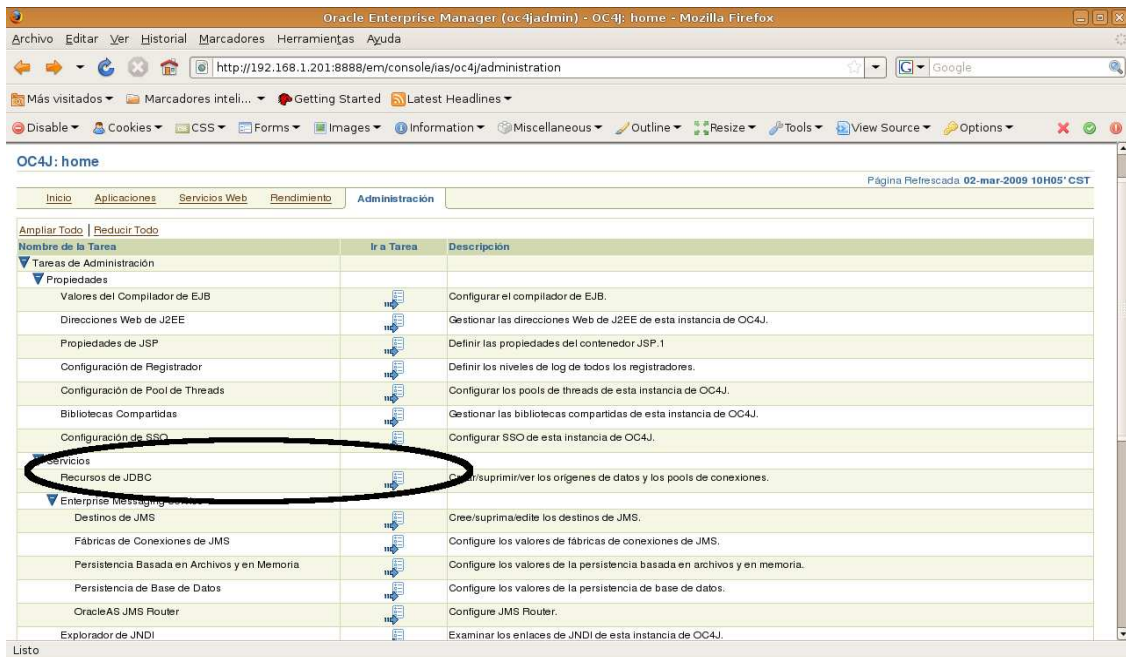 Oracle Enterprise Manager (oc4jadmin) - OC4J: home - Mozilla Firefox
Archivo Editar Ver Historial Marcadores Herramientas Ayuda
http://192.168.1.201:8888/em/console/ias/oc4j/administration G Google
Más visitados Marcadores inteli... Getting Started Latest Headlines
Disable Cookies CSS Forms Images Information Miscellaneous Outline Resize Tools View Source Options
OC4J: home
Página Refrescada 02-mar-2009 10H05' CST
Inicio Aplicaciones Servicios Web Rendimiento Administración
Ampliar Todo | Reducir Todo
Nombre de la Tarea Ir a Tarea Descripción
Tareas de Administración
Propiedades
Valores del Compilador de EJB Configurar el compilador de EJB.
Direcciones Web de J2EE Gestionar las direcciones Web de J2EE de esta instancia de OC4J.
Propiedades de JSP Definir las propiedades del contenedor JSP.1
Configuración de Registrador Definir los niveles de log de todos los registradores.
Configuración de Pool de Threads Configurar los pools de threads de esta instancia de OC4J.
Bibliotecas Compartidas Gestionar las bibliotecas compartidas de esta instancia de OC4J.
Configuración de SSO Configurar SSO de esta instancia de OC4J.
Servicios
Recursos de JDBC Crear/suprimir/ver los orígenes de datos y los pools de conexiones.
Enterprise Messaging Service
Destinos de JMS Cree/suprima/edite los destinos de JMS.
Fábricas de Conexiones de JMS Configure los valores de fábricas de conexiones de JMS.
Persistencia Basada en Archivos y en Memoria Configure los valores de la persistencia basada en archivos y en memoria.
Persistencia de Base de Datos Configure los valores de la persistencia de base de datos.
OracleAS JMS Router Configure JMS Router.
Explorador de JNDI Examinar los enlaces de JNDI de esta instancia de OC4J.
Listo